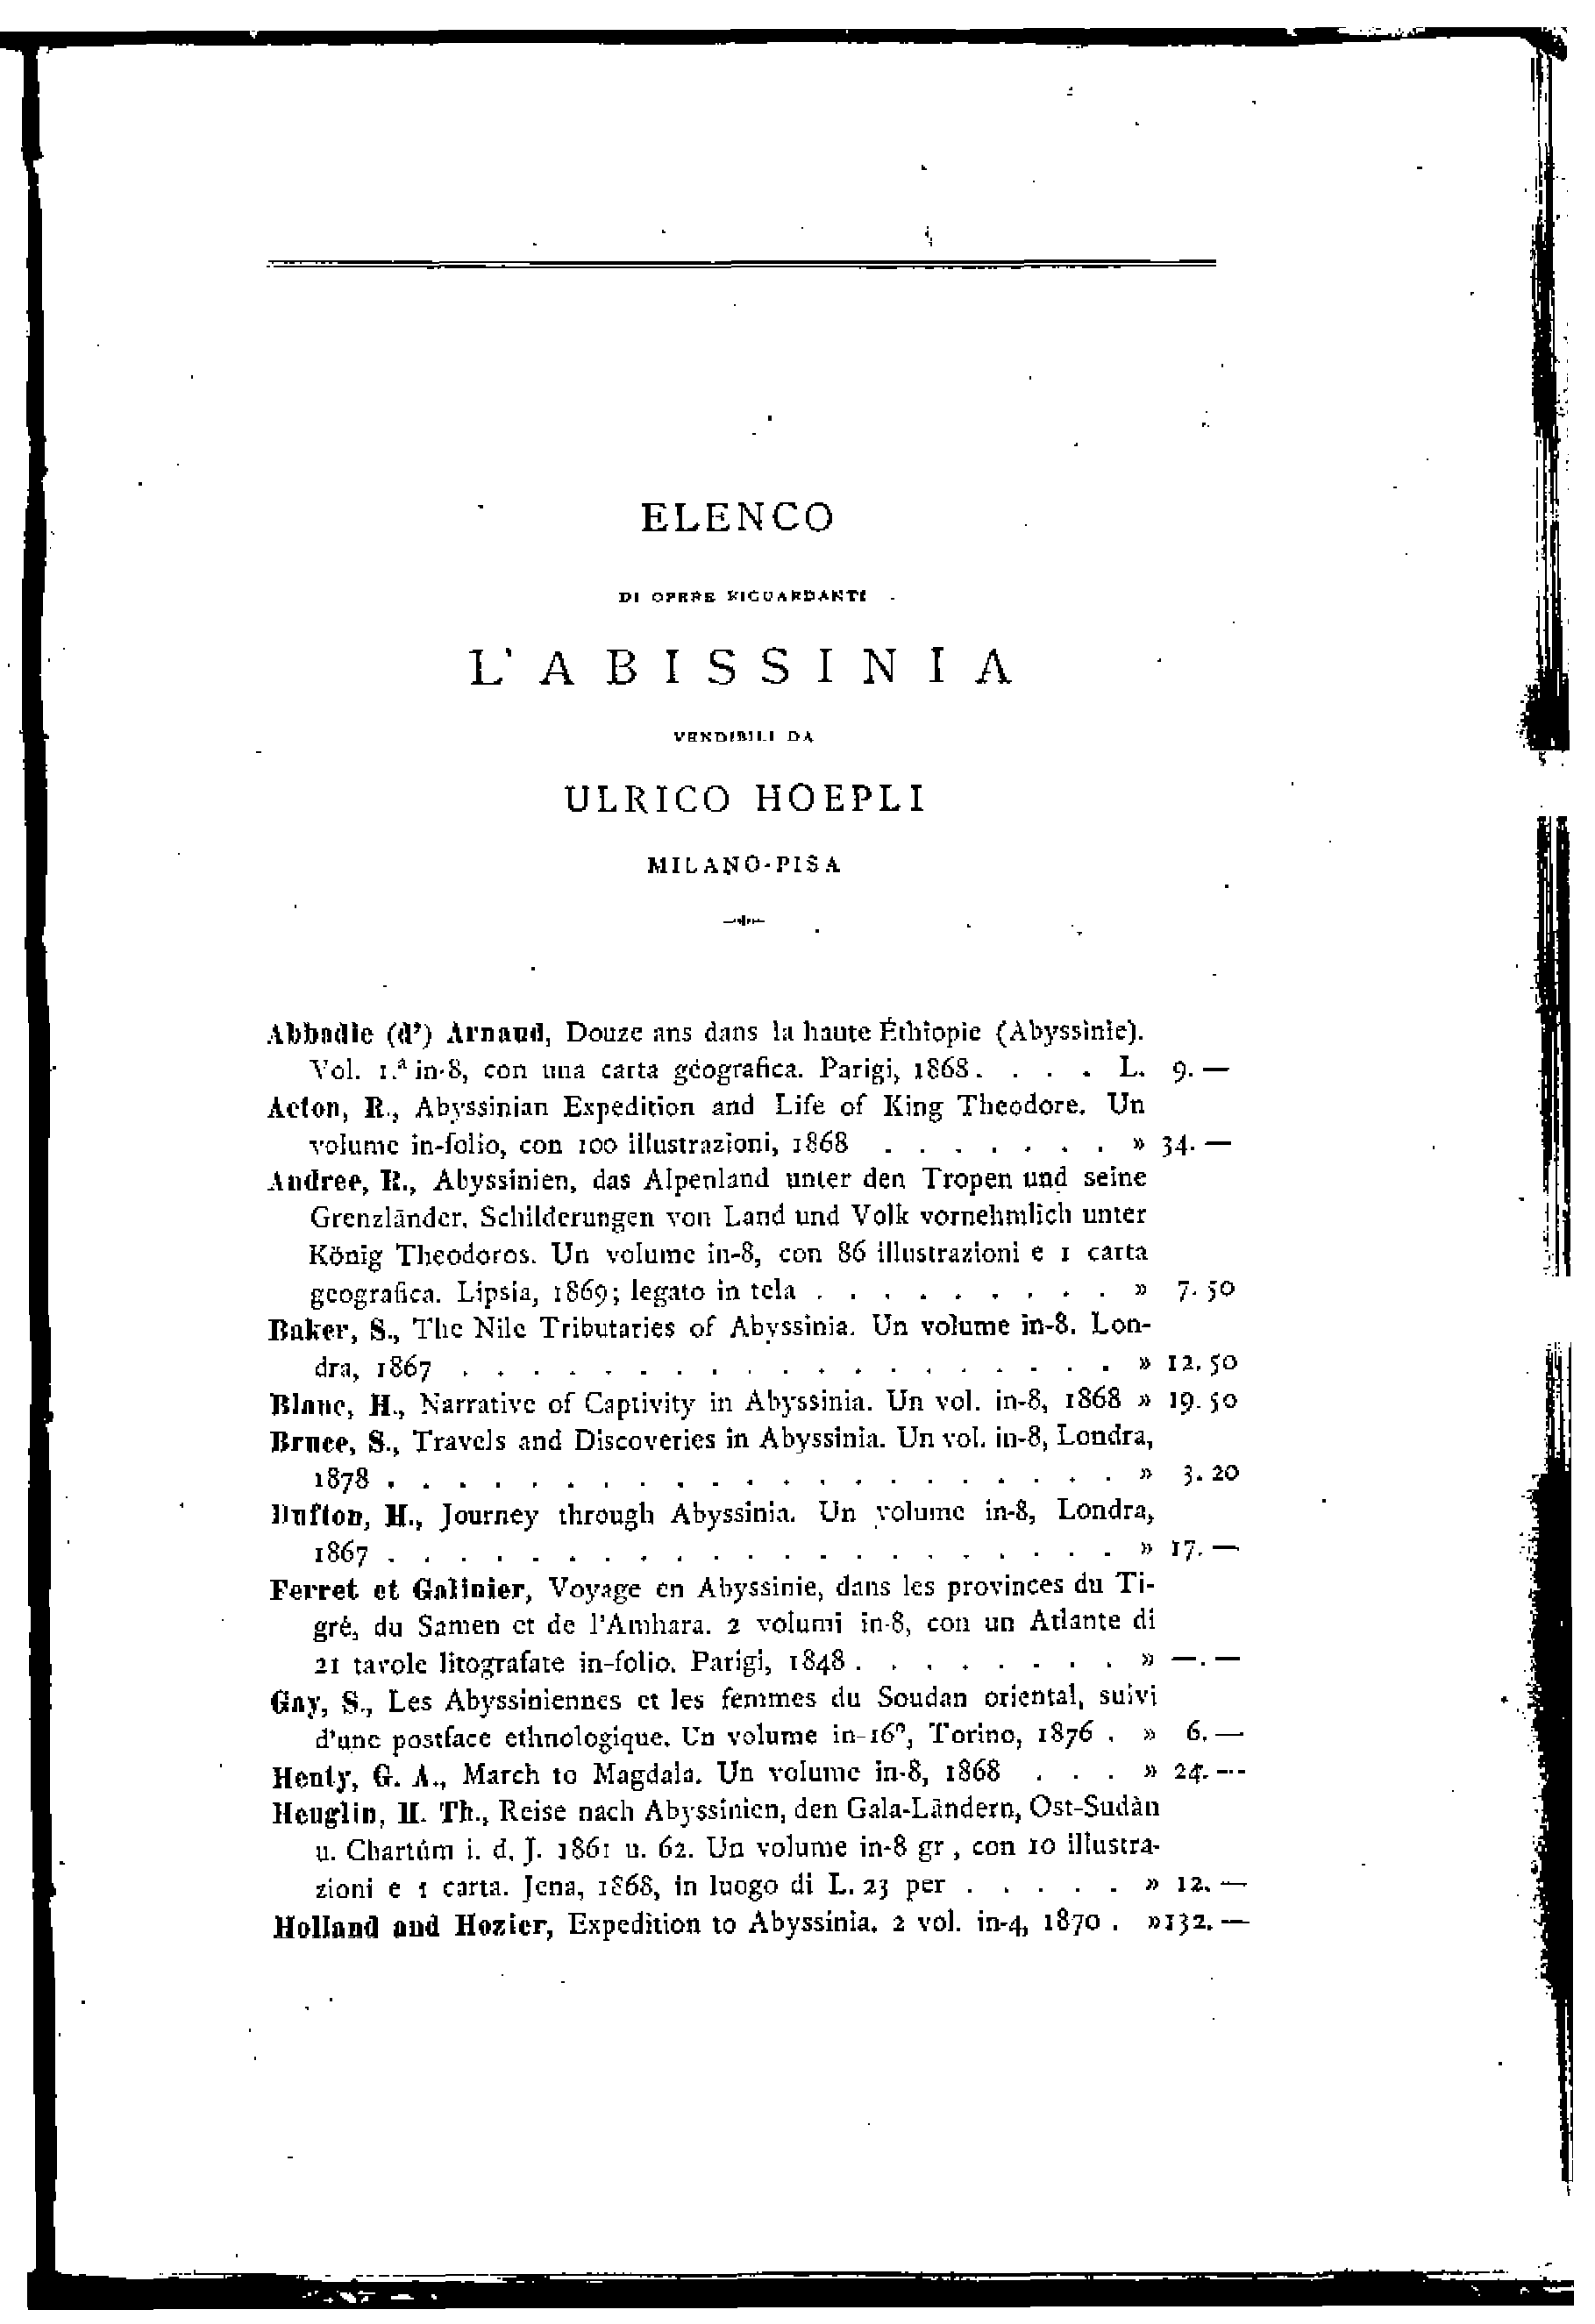 ELENCO
DI OPERE RIGUARDANTI
L'ABISSINIA
VENDIBILI DA
ULRICO HOEPLI
MILANO-PISA
Abbadie (d') Arnaud, Douze ans dans la haute Éthiopie (Abyssinie).
Vol. 1.ª in-8, con una carta géografica. Parigi, 1868. . . . . L. 9. —
Acton, R., Abyssinian Expedition and Life of King Theodore. Un
volume in-folio, con 100 illustrazioni, 1868 . . . . . . . » 34. —
Andree, R., Abyssinien, das Alpenland unter den Tropen und seine
Grenzländer. Schilderungen von Land und Volk vornehmlich unter
König Theodoros. Un volume in-8, con 86 illustrazioni e 1 carta
geografica. Lipsia, 1869; legato in tela . . . . . . . . . » 7. 50
Baker, S., The Nile Tributaries of Abyssinia. Un volume in-8. Lon-
dra, 1867 . . . . . . . . . . . . . . . . . . . » 12. 50
Blanc, H., Narrative of Captivity in Abyssinia. Un vol. in-8, 1868 » 19. 50
Bruce, S., Travels and Discoveries in Abyssinia. Un vol. in-8, Londra,
1878 . . . . . . . . . . . . . . . . . . . . . » 3. 20
Dufton, H., Journey through Abyssinia. Un volume in-8, Londra,
1867 . . . . . . . . . . . . . . . . . . . . . » 17. —
Ferret et Galinier, Voyage en Abyssinie, dans les provinces du Ti-
gré, du Samen et de l'Amhara. 2 volumi in-8, con un Atlante di
21 tavole litografate in-folio. Parigi, 1848 . . . . . . . . » —. —
Gay, S., Les Abyssiniennes et les femmes du Soudan oriental, suivi
d'une postface ethnologique. Un volume in-16º, Torino, 1876 . » 6. —
Henty, G. A., March to Magdala. Un volume in-8, 1868 . . . » 24. —
Heuglin, H. Th., Reise nach Abyssinien, den Gala-Ländern, Ost-Sudàn
u. Chartúm i. d. J. 1861 u. 62. Un volume in-8 gr , con 10 illustra-
zioni e 1 carta. Jena, 1868, in luogo di L. 23 per . . . . . » 12. —
Holland and Hozier, Expedition to Abyssinia. 2 vol. in-4, 1870 . » 132. —